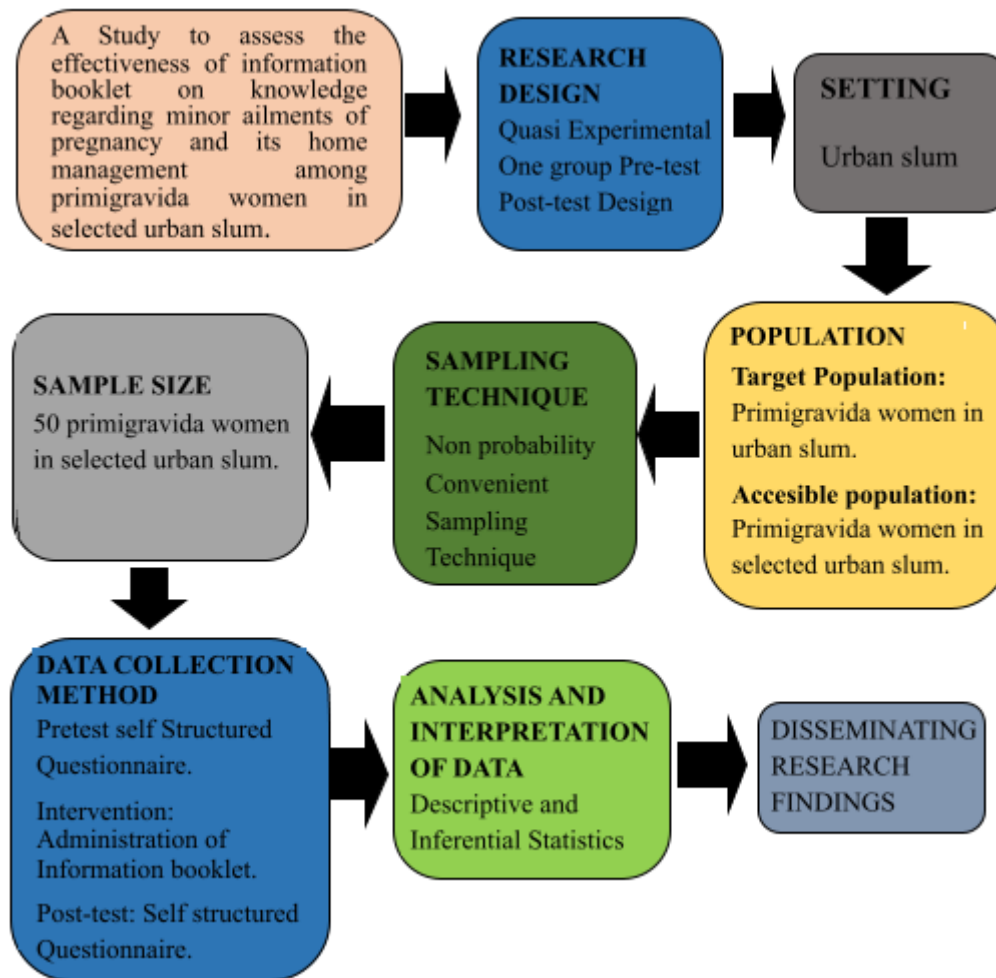 A Study to assess the
effectiveness of information
booklet on knowledge
regarding minor ailments of
pregnancy and its home
management among
primigravida women in
selected urban slum.
RESEARCH
DESIGN
Quasi Experimental
One group Pre-test
Post-test Design
SETTING
Urban slum
POPULATION
Target Population:
Primigravida women in
urban slum.
Accesible population:
Primigravida women in
selected urban slum.
SAMPLING
TECHNIQUE
Non probability
Convenient
Sampling
Technique
SAMPLE SIZE
50 primigravida women
in selected urban slum.
DATA COLLECTION
METHOD
Pretest self Structured
Questionnaire.
Intervention:
Administration of
Information booklet.
Post-test: Self structured
Questionnaire.
ANALYSIS AND
INTERPRETATION
OF DATA
Descriptive and
Inferential Statistics
DISSEMINATING
RESEARCH
FINDINGS